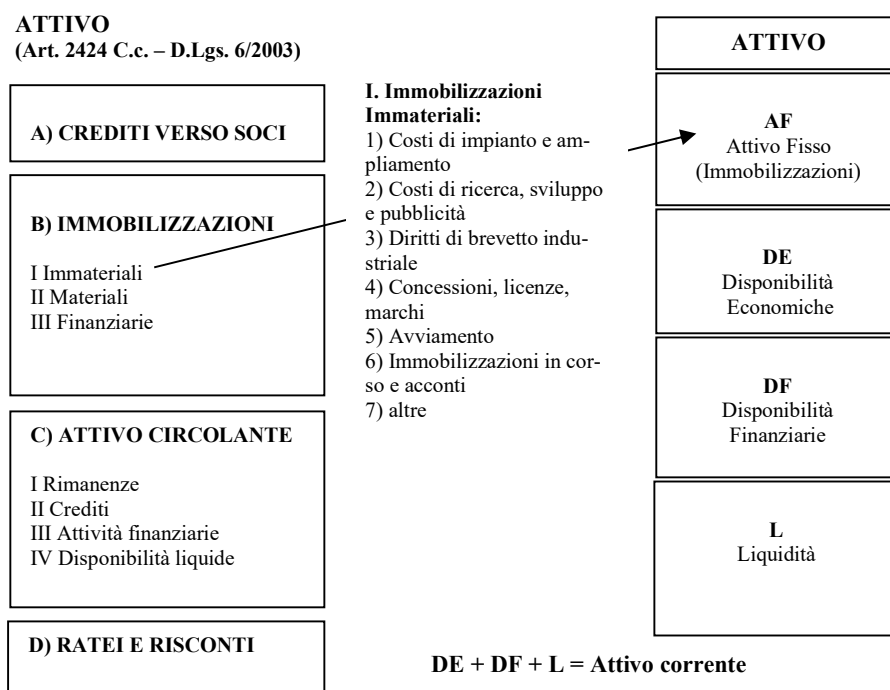 ATTIVO
(Art. 2424 C.c. – D.Lgs. 6/2003)
A) CREDITI VERSO SOCI
B) IMMOBILIZZAZIONI
I Immateriali
II Materiali
III Finanziarie
C) ATTIVO CIRCOLANTE
I Rimanenze
II Crediti
III Attività finanziarie
IV Disponibilità liquide
D) RATEI E RISCONTI
I. Immobilizzazioni
Immateriali:
1) Costi di impianto e am-
pliamento
2) Costi di ricerca, sviluppo
e pubblicità
3) Diritti di brevetto indu-
striale
4) Concessioni, licenze,
marchi
5) Avviamento
6) Immobilizzazioni in cor-
so e acconti
7) altre
ATTIVO
AF
Attivo Fisso
(Immobilizzazioni)
DE
Disponibilità
Economiche
DF
Disponibilità
Finanziarie
L
Liquidità
DE + DF + L = Attivo corrente